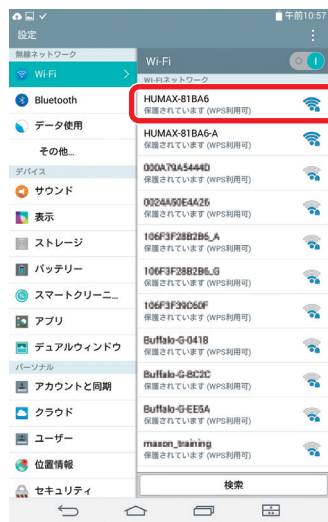 午前10:57
設定
無線ネットワーク
Wi-Fi
Bluetooth
データ使用
その他...
デバイス
サウンド
表示
ストレージ
バッテリー
スマートクリーニ...
アプリ
デュアルウィンドウ
パーソナル
アカウントと同期
クラウド
ユーザー
位置情報
セキュリティ
Wi-Fi
Wi-Fiネットワーク
HUMAX-81BA6
保護されています (WPS利用可)
HUMAX-81BA6-A
保護されています (WPS利用可)
000A79A5444D
保護されています (WPS利用可)
保護されています (WPS利用可)
106F3F28B2B6_A
保護されています (WPS利用可)
106F3F28B2B6_G
保護されています (WPS利用可)
106F3F39C60F
保護されています (WPS利用可)
Buffalo-G-0418
保護されています (WPS利用可)
Buffalo-G-BC2C
保護されています (WPS利用可)
Buffalo-G-EE5A
保護されています (WPS利用可)
mason_training
保護されています (WPS利用可)
検索